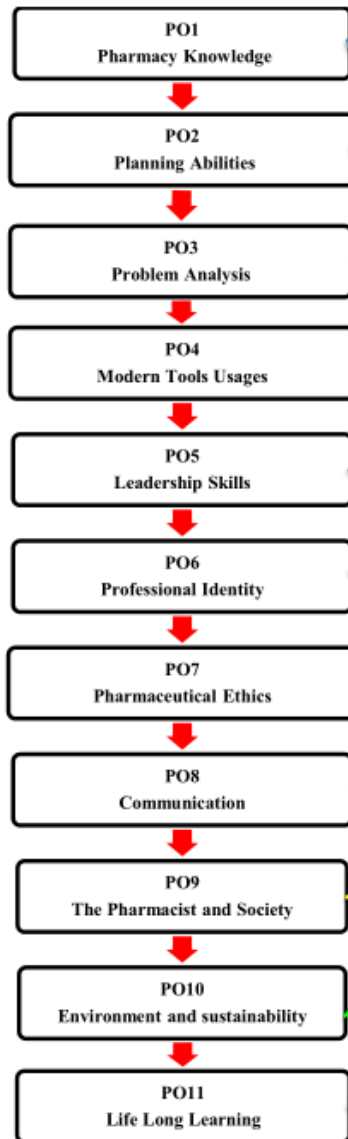 PO1
Pharmacy Knowledge
PO2
Planning Abilities
PO3
Problem Analysis
PO4
Modern Tools Usages
PO5
Leadership Skills
PO6
Professional Identity
PO7
Pharmaceutical Ethics
PO8
Communication
PO9
The Pharmacist and Society
PO10
Environment and sustainability
PO11
Life Long Learning